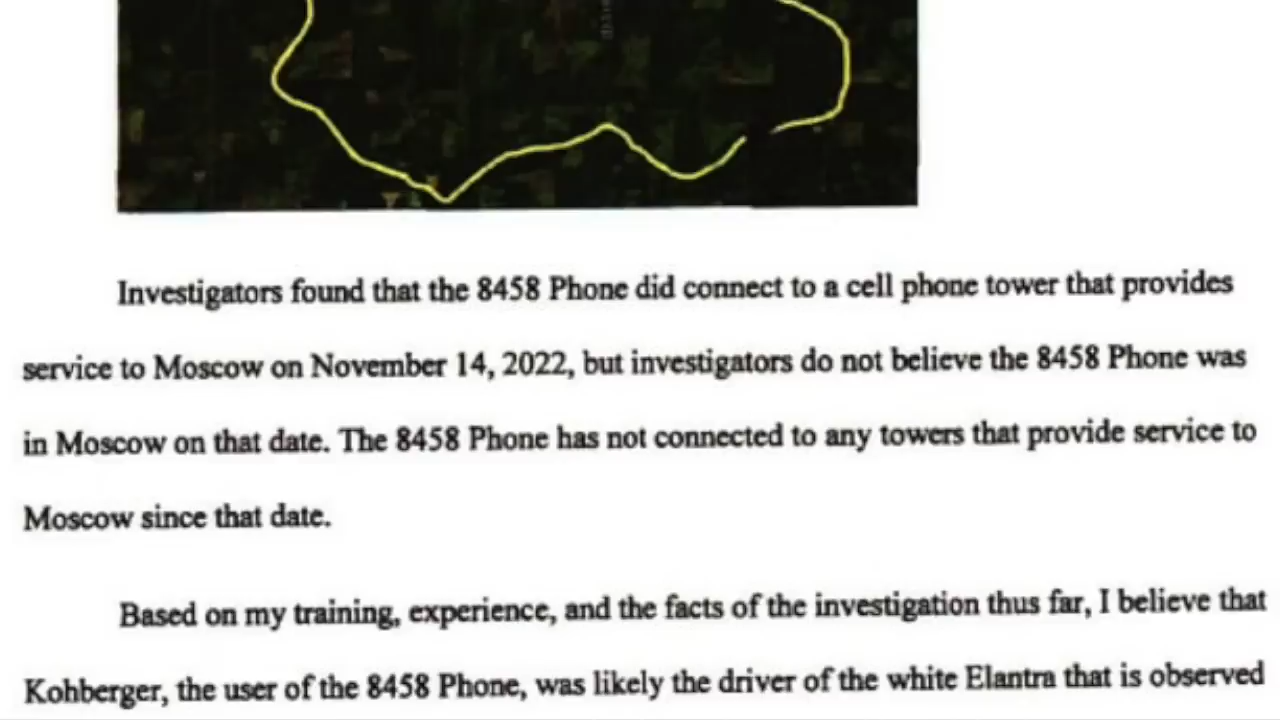 Investigators found that the 8458 Phone did connect to a cell phone tower that provides
service to Moscow on November 14, 2022, but investigators do not believe the 8458 Phone was
in Moscow on that date. The 8458 Phone has not connected to any towers that provide service to
Moscow since that date.
Based on my training, experience, and the facts of the investigation thus far, I believe that
Kohberger, the user of the 8458 Phone, was likely the driver of the white Elantra that is observed